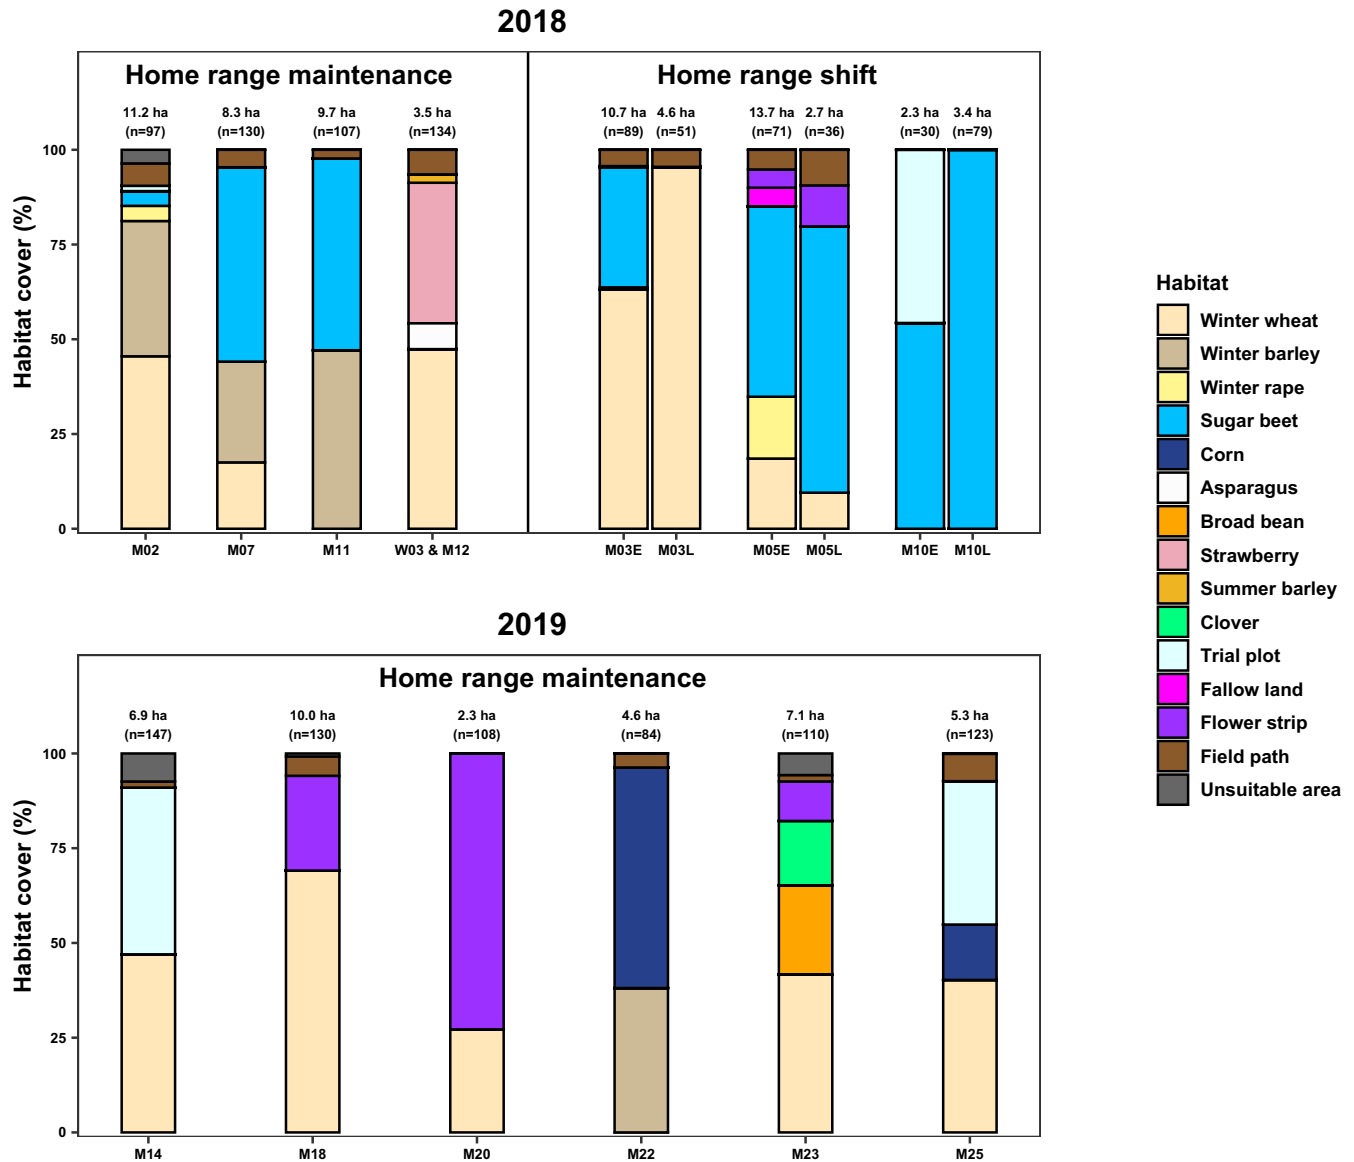 2018
Home range maintenance
Home range shift
11.2 ha
(n=97)
8.3 ha
(n=130)
9.7 ha
(n=107)
3.5 ha
(n=134)
10.7 ha
(n=89)
4.6 ha
(n=51)
13.7 ha
(n=71)
2.7 ha
(n=36)
2.3 ha
(n=30)
3.4 ha
(n=79)
Habitat cover (%)
100
75
50
25
0
M02
M07
M11
W03 & M12
M03E
M03L
M05E
M05L
M10E
M10L
2019
Home range maintenance
6.9 ha
(n=147)
10.0 ha
(n=130)
2.3 ha
(n=108)
4.6 ha
(n=84)
7.1 ha
(n=110)
5.3 ha
(n=123)
Habitat cover (%)
100
75
50
25
0
M14
M18
M20
M22
M23
M25
Habitat
Winter wheat
Winter barley
Winter rape
Sugar beet
Corn
Asparagus
Broad bean
Strawberry
Summer barley
Clover
Trial plot
Fallow land
Flower strip
Field path
Unsuitable area